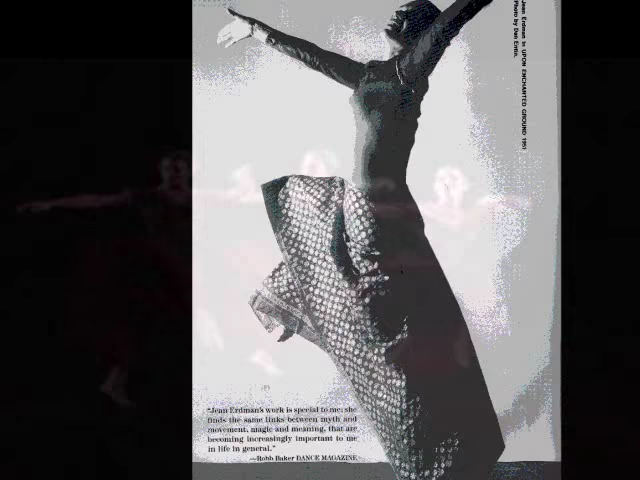 Jean Erdman in UPON ENCHANTED GROUND 1951
Photo by Dan Entin.
"Jean Erdman's work is special to me; she
finds the same links between myth and
movement, magic and meaning, that are
becoming increasingly important to me
in life in general."
—Robb Baker DANCE MAGAZINE